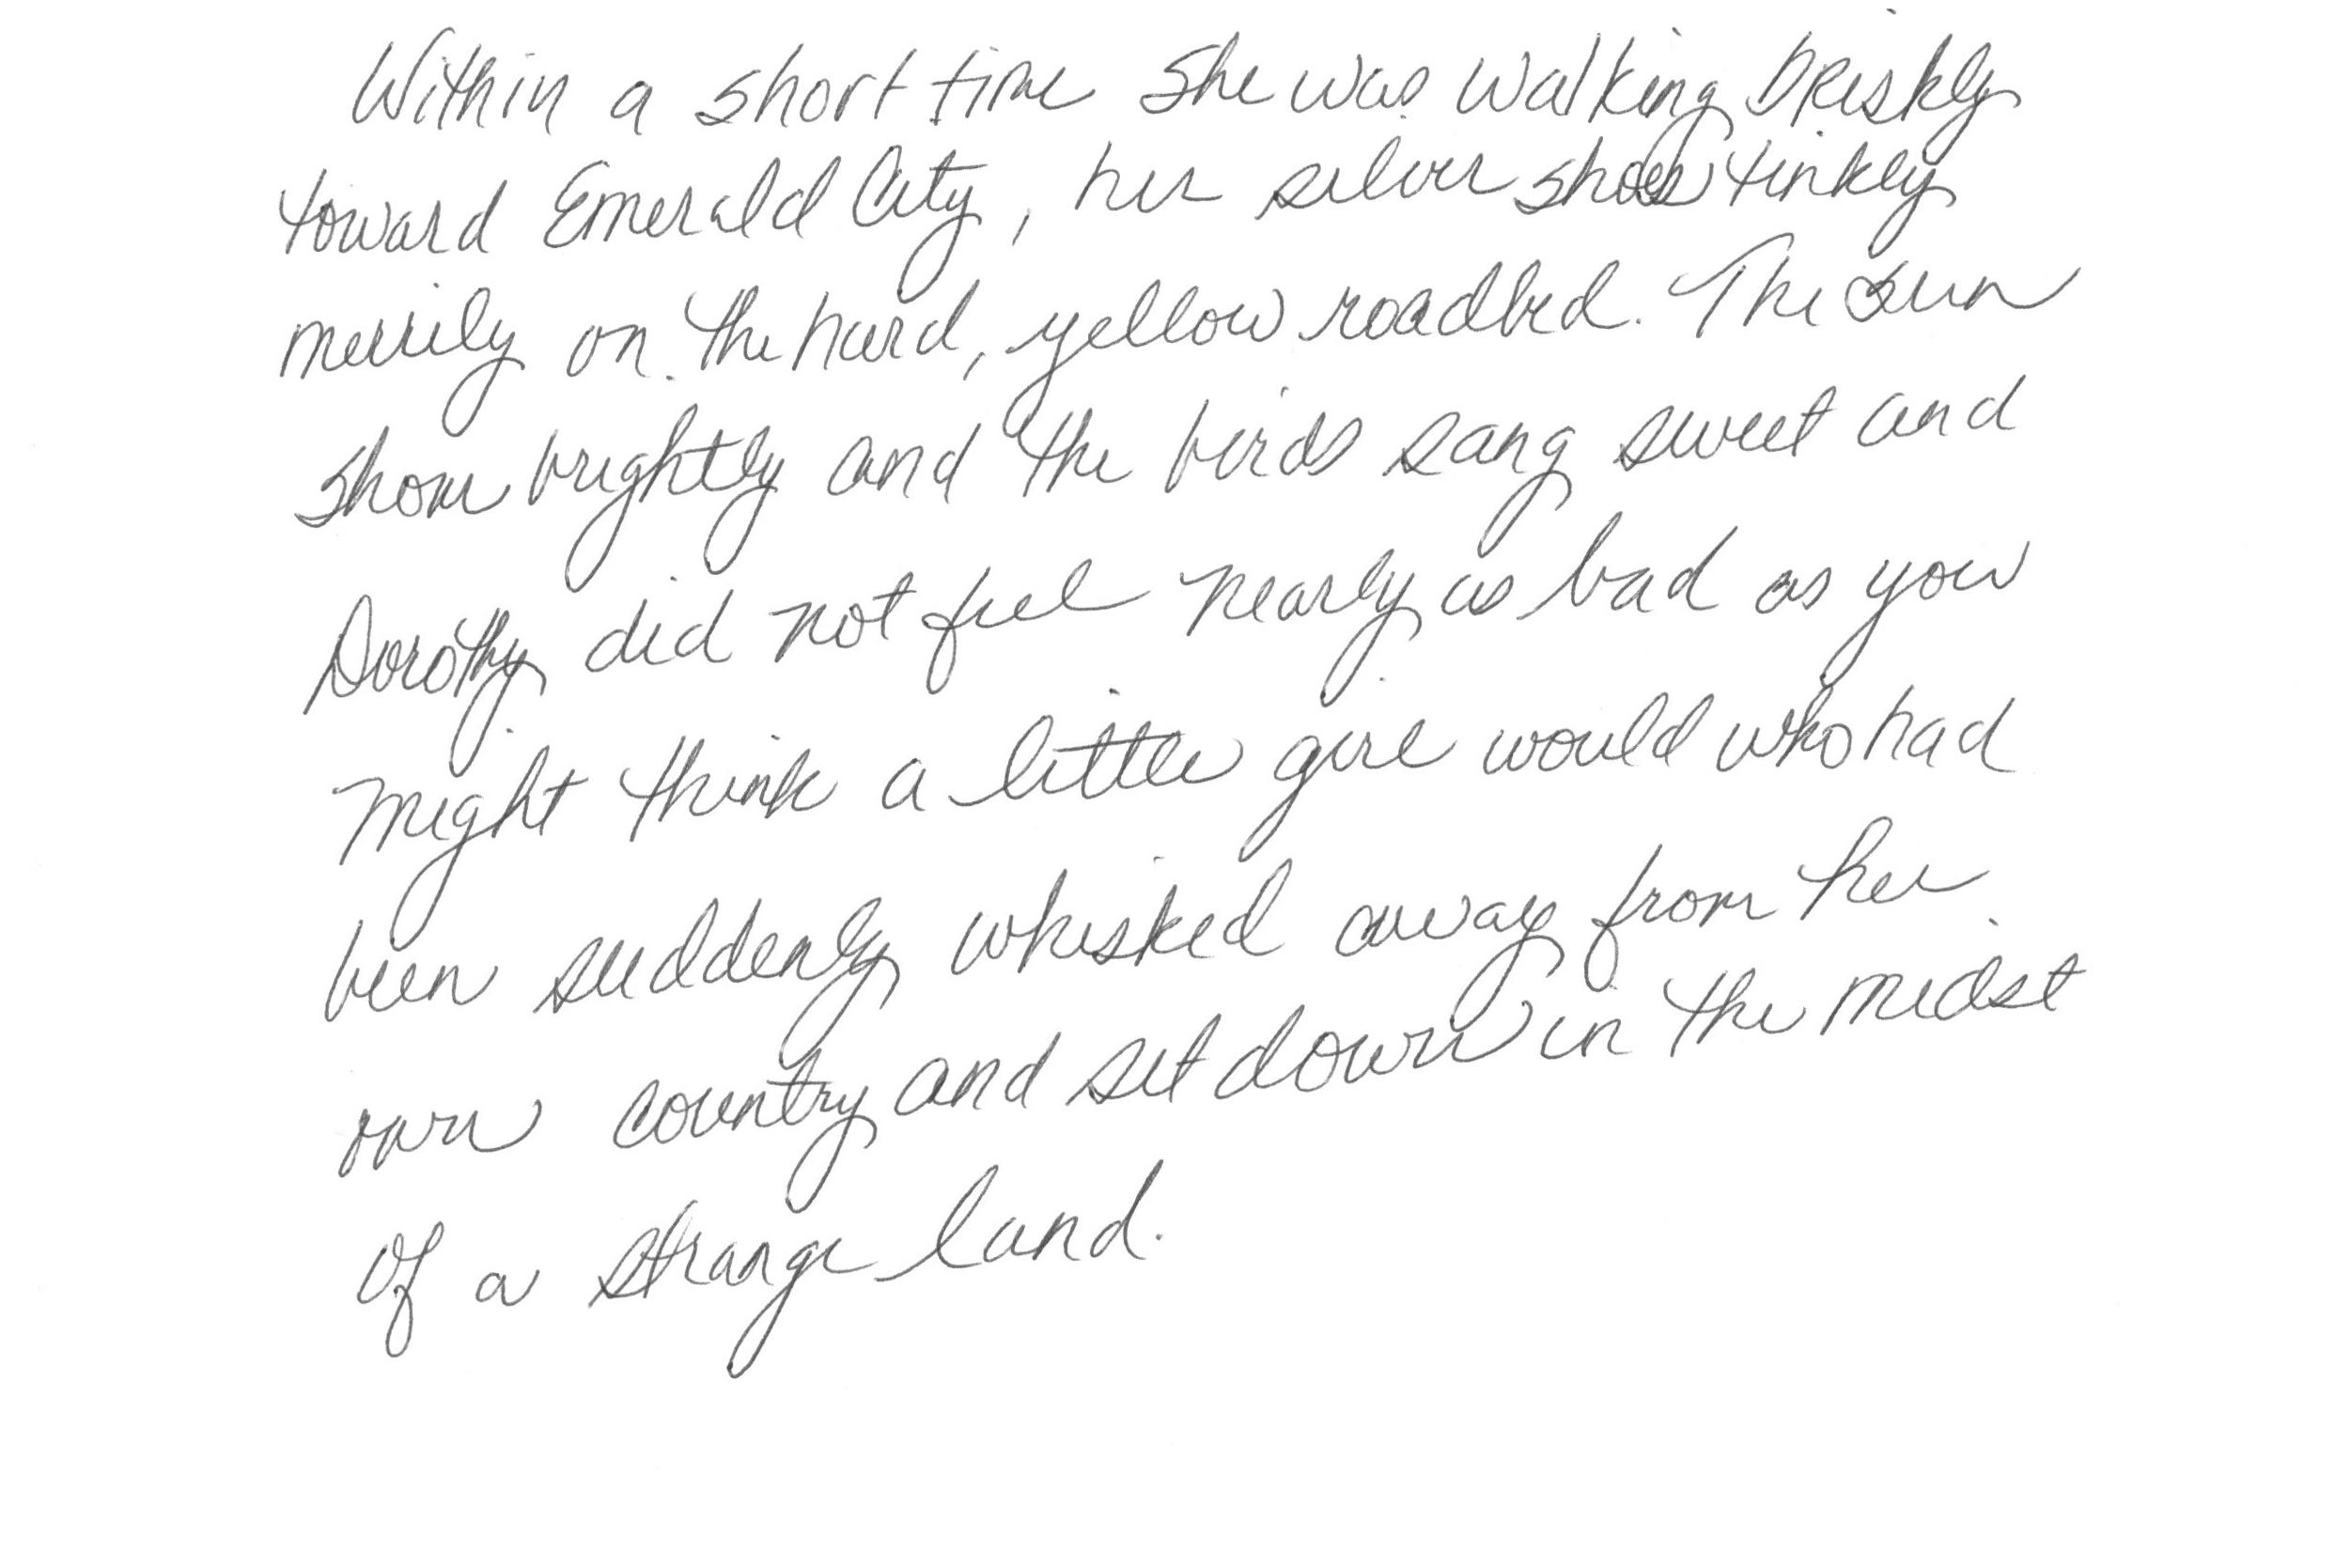 Within a short time she was walking briskly
toward Emerald City, her silver shoes tinkly
merrily on the hard, yellow roadbed. The sun
shone brightly and the birds sang sweet and
Dorothy did not feel nearly as bad as you
might think a little girl would who had
been suddenly whisked away from her
own country and set down in the midst
of a strange land.